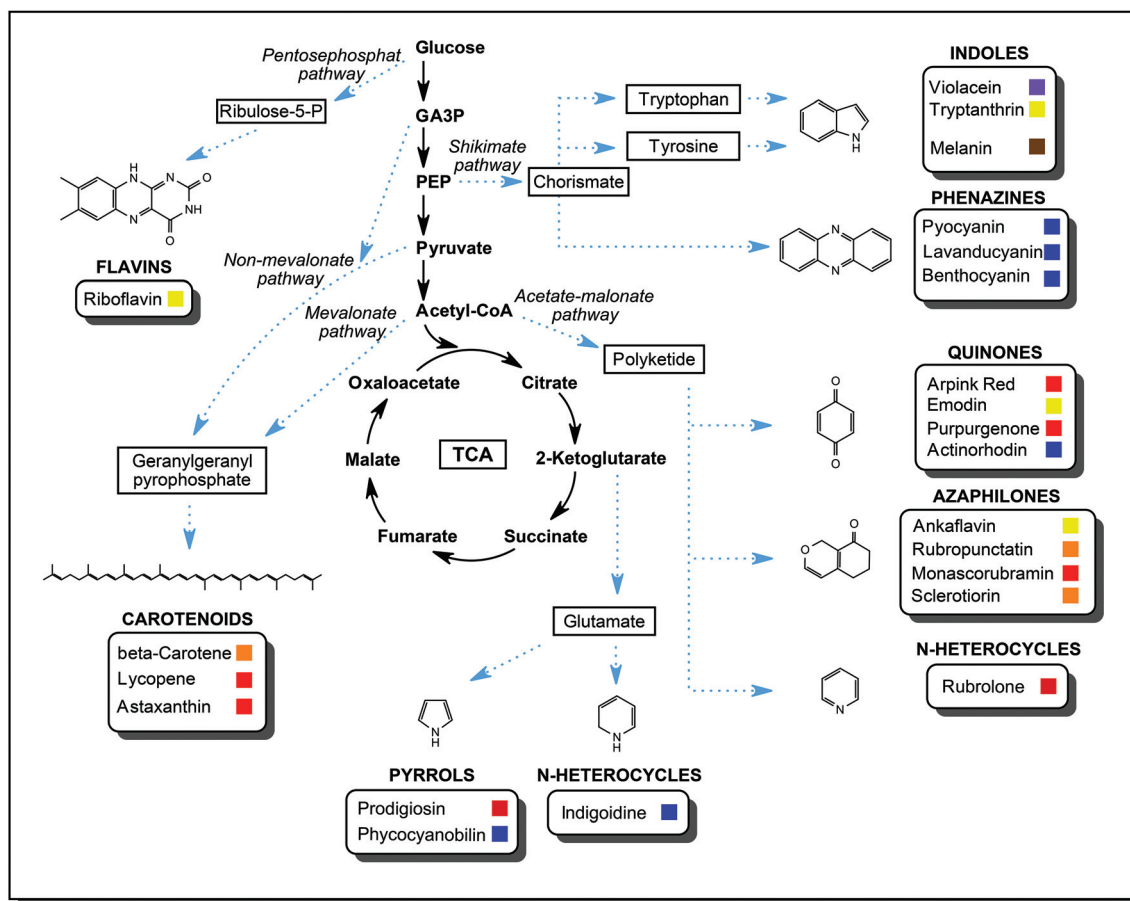 Glucose
Pentosephosphat
pathway
Ribulose-5-P
GA3P
Shikimate
pathway
PEP
Chorismate
Tryptophan
Tyrosine
N
H
INDOLES
Violacein
Tryptanthrin
Melanin
N
N
PHENAZINES
Pyocyanin
Lavanducyanin
Benthocyanin
H
N
N
O
N
NH
O
FLAVINS
Riboflavin
Non-mevalonate
pathway
Pyruvate
Mevalonate
pathway
Acetyl-CoA
Acetate-malonate
pathway
Polyketide
Oxaloacetate
Citrate
Malate
TCA
2-Ketoglutarate
Fumarate
Succinate
O
O
QUINONES
Arpink Red
Emodin
Purpurgenone
Actinorhodin
O
O
AZAPHILONES
Ankaflavin
Rubropunctatin
Monascorubramin
Sclerotiorin
Geranylgeranyl
pyrophosphate
CAROTENOIDS
beta-Carotene
Lycopene
Astaxanthin
Glutamate
N
N-HETEROCYCLES
Rubrolone
N
H
PYRROLS
Prodigiosin
Phycocyanobilin
N
H
N-HETEROCYCLES
Indigoidine